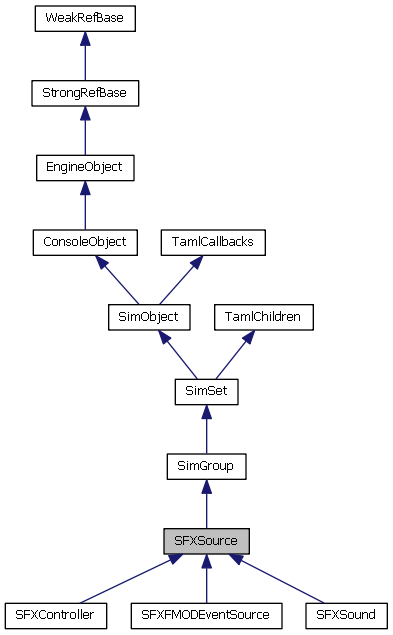 WeakRefBase
StrongRefBase
EngineObject
ConsoleObject
TamlCallbacks
SimObject
TamlChildren
SimSet
SimGroup
SFXSource
SFXController
SFXFMODEventSource
SFXSound